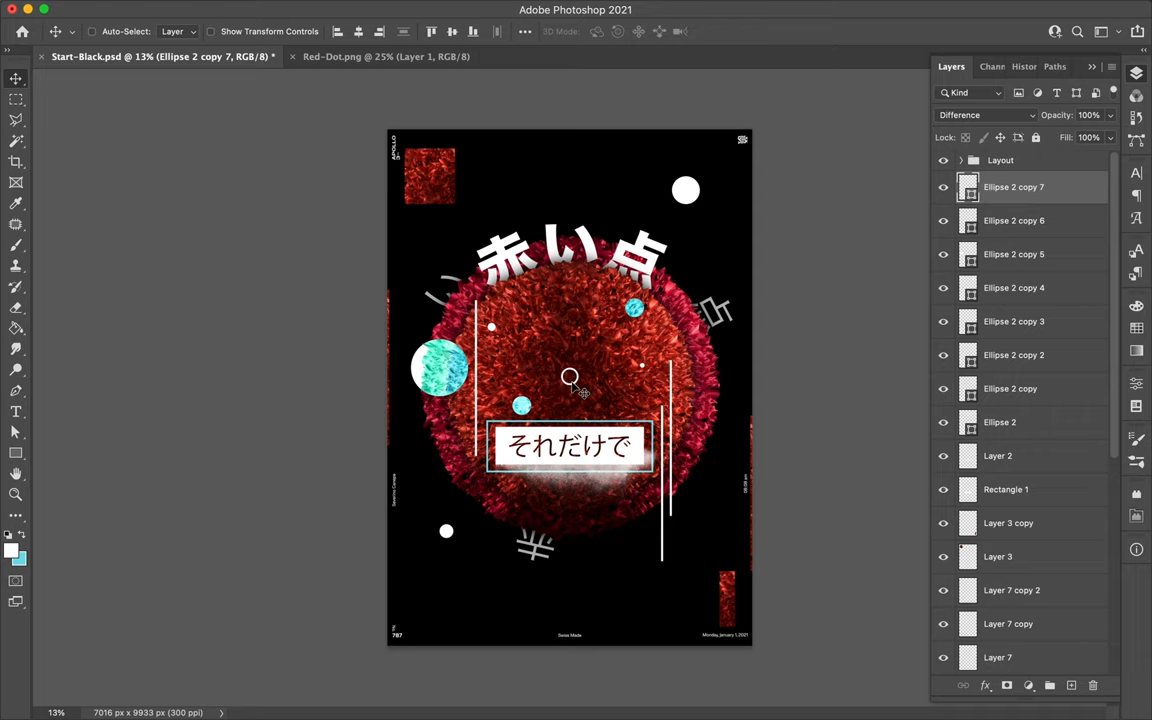 Adobe Photoshop 2021
Auto-Select: Layer Show Transform Controls 3D Mode:
Start-Black.psd @ 13% (Ellipse 2 copy 7, RGB/8) * Red-Dot.png @ 25% (Layer 1, RGB/8)
Layers Chann Histor Paths
Kind
Difference Opacity: 100%
Lock: Fill: 100%
Layout
Ellipse 2 copy 7
Ellipse 2 copy 6
Ellipse 2 copy 5
Ellipse 2 copy 4
Ellipse 2 copy 3
Ellipse 2 copy 2
Ellipse 2 copy
Ellipse 2
Layer 2
Rectangle 1
Layer 3 copy
Layer 3
Layer 7 copy 2
Layer 7 copy
Layer 7
APOLLO
赤い点
い
それだけで
787
Swiss Made
Monday, January 1, 2021
13% 7016 px x 9933 px (300 ppi)